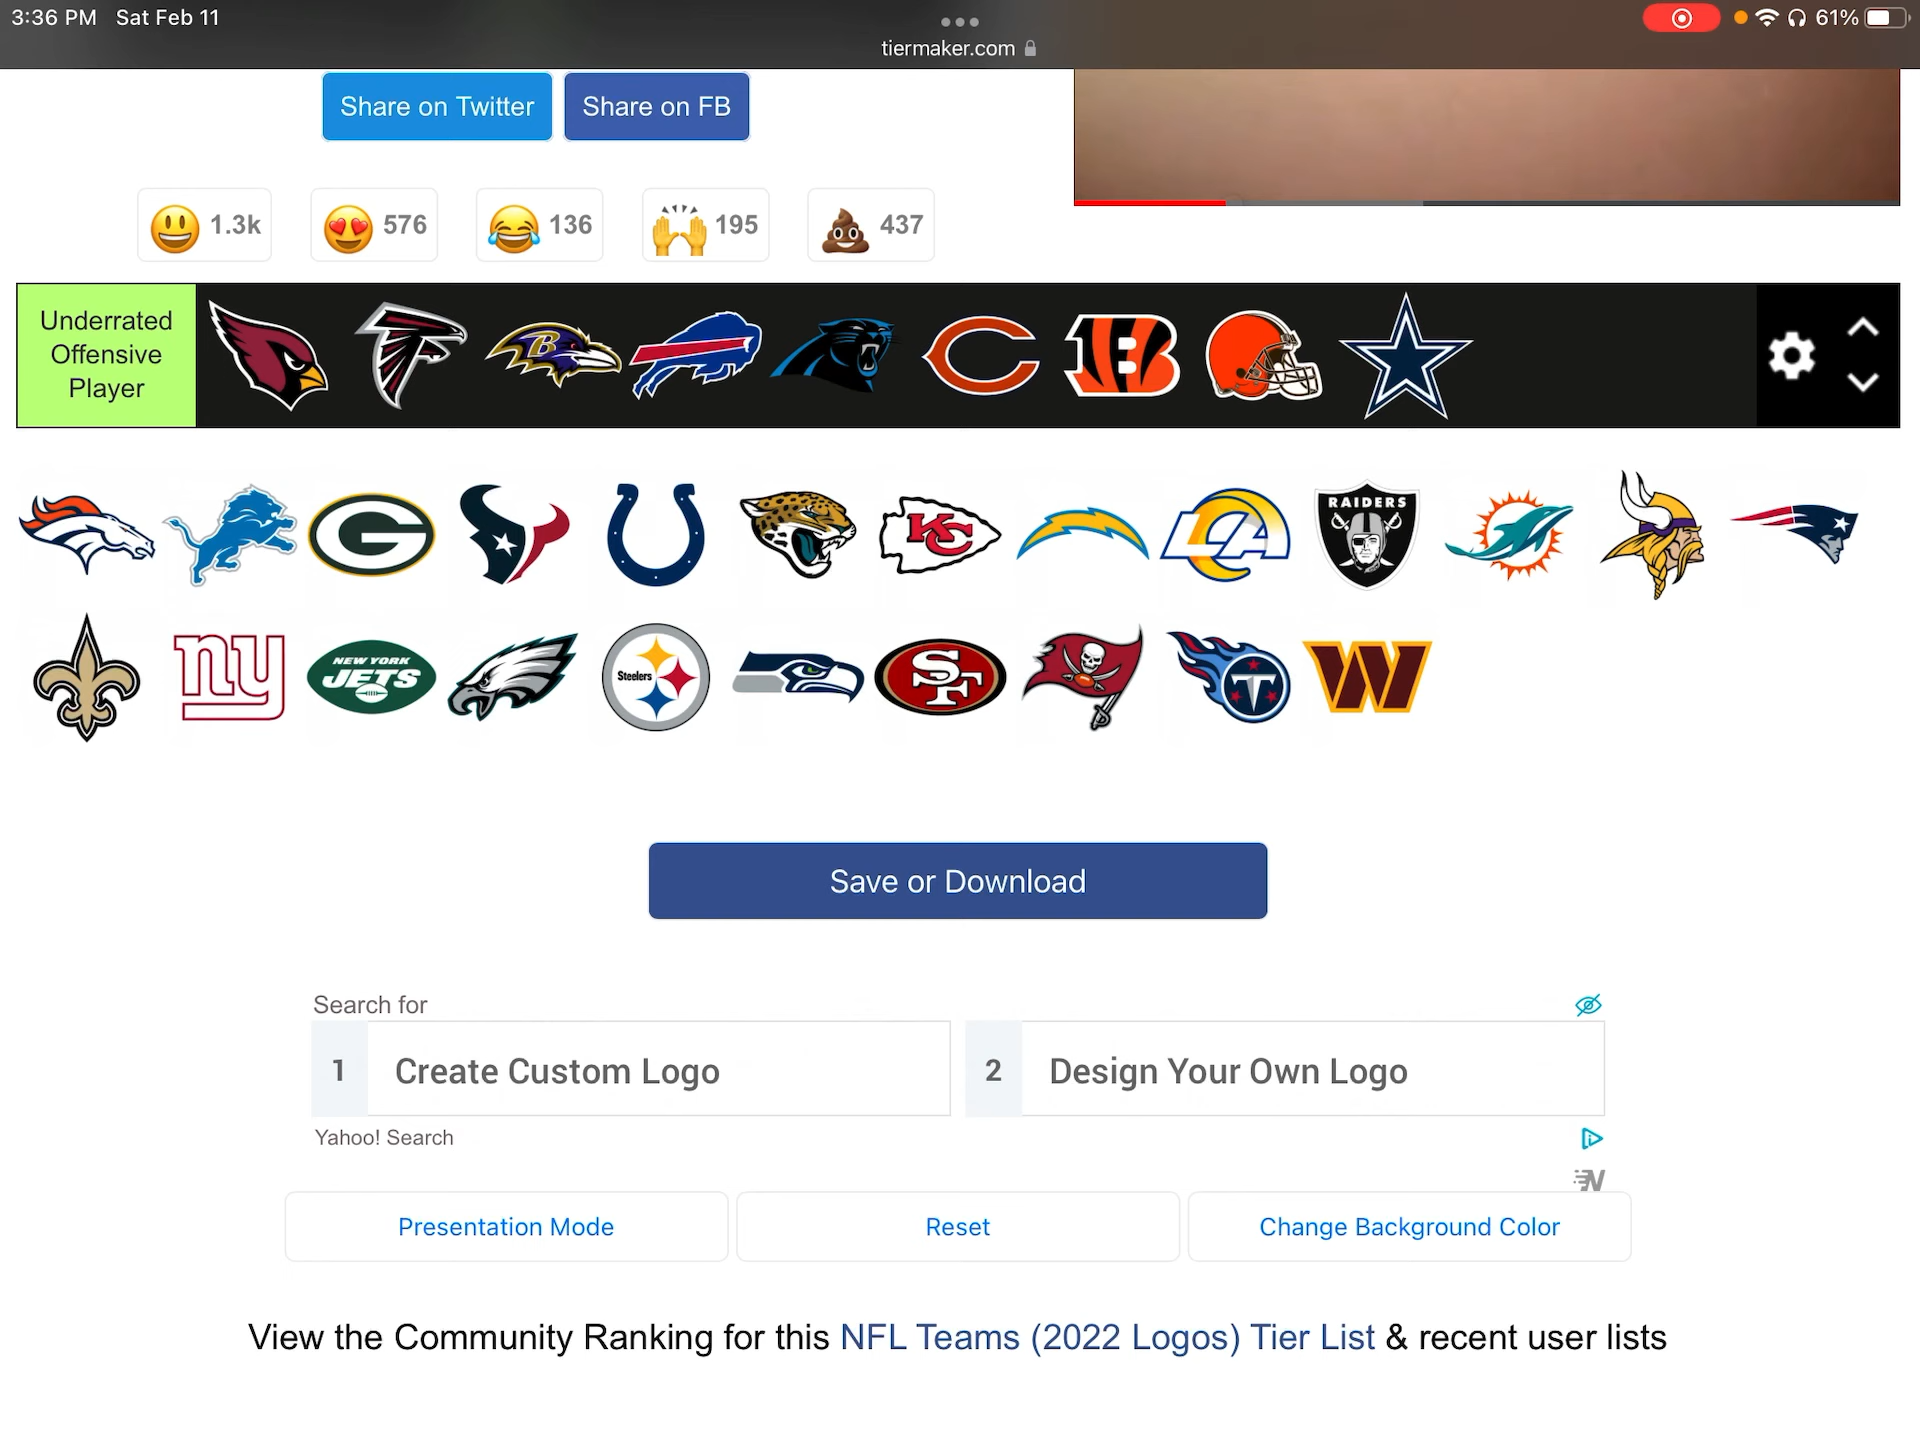 3:36 PM Sat Feb 11
61%
tiermaker.com
Share on Twitter
Share on FB
1.3k
576
136
195
437
Underrated
Offensive
Player
B
C
B
G
KC
LA
RAIDERS
ny
NEW YORK
JETS
Steelers
SF
T
W
Save or Download
Search for
1 Create Custom Logo
2 Design Your Own Logo
Yahoo! Search
N
Presentation Mode
Reset
Change Background Color
View the Community Ranking for this NFL Teams (2022 Logos) Tier List & recent user lists